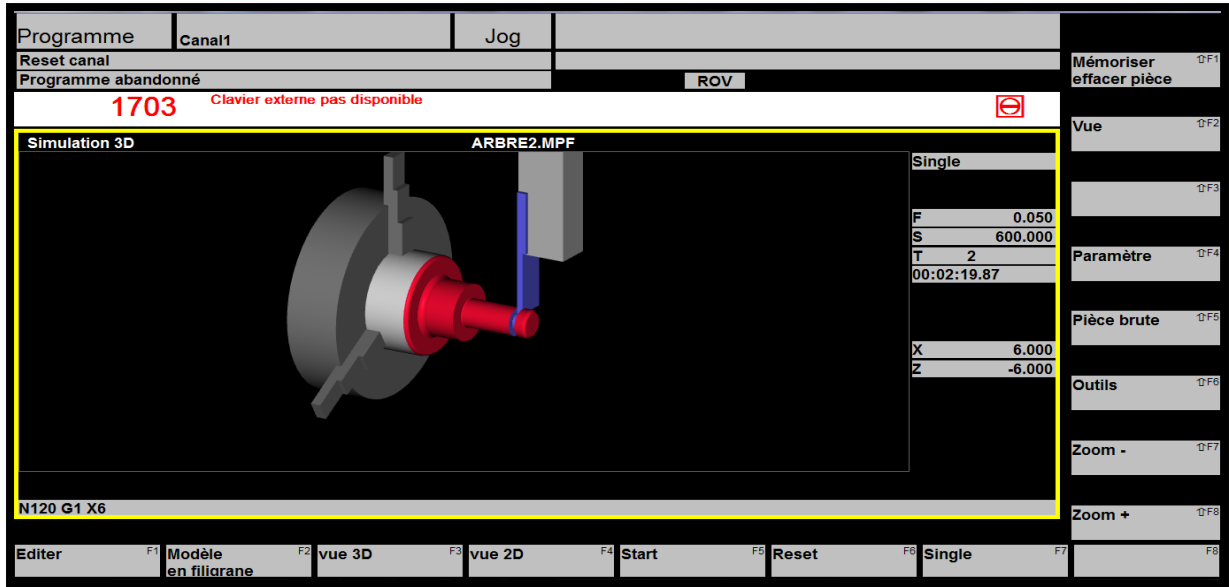 Programme
Canal1
Jog
Reset canal
Programme abandonné
ROV
1703
Clavier externe pas disponible
Simulation 3D
ARBRE2.MPF
Single
F 0.050
S 600.000
T 2
00:02:19.87
X 6.000
Z -6.000
N120 G1 X6
Mémoriser ⇧F1
effacer pièce
Vue ⇧F2
⇧F3
Paramètre ⇧F4
Pièce brute ⇧F5
Outils ⇧F6
Zoom - ⇧F7
Zoom + ⇧F8
Editer F1
Modèle F2
en filigrane
vue 3D F3
vue 2D F4
Start F5
Reset F6
Single F7
F8